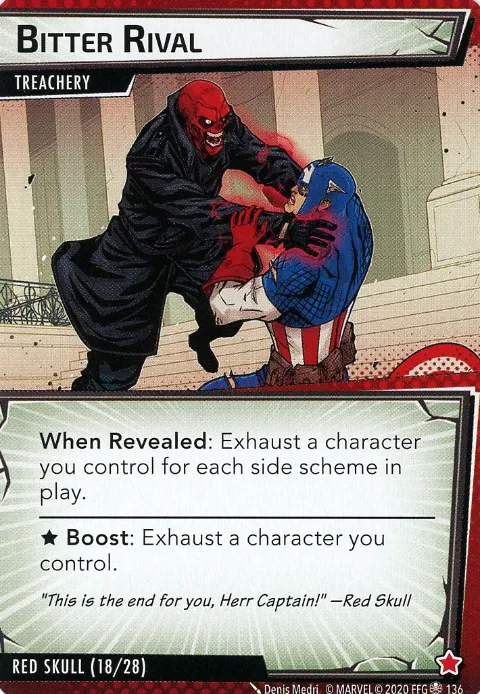 BITTER RIVAL
TREACHERY
When Revealed: Exhaust a character
you control for each side scheme in
play.
★ Boost: Exhaust a character you
control.
"This is the end for you, Herr Captain!" —Red Skull
RED SKULL (18/28)
Denis Medri © MARVEL © 2020 FFG 136